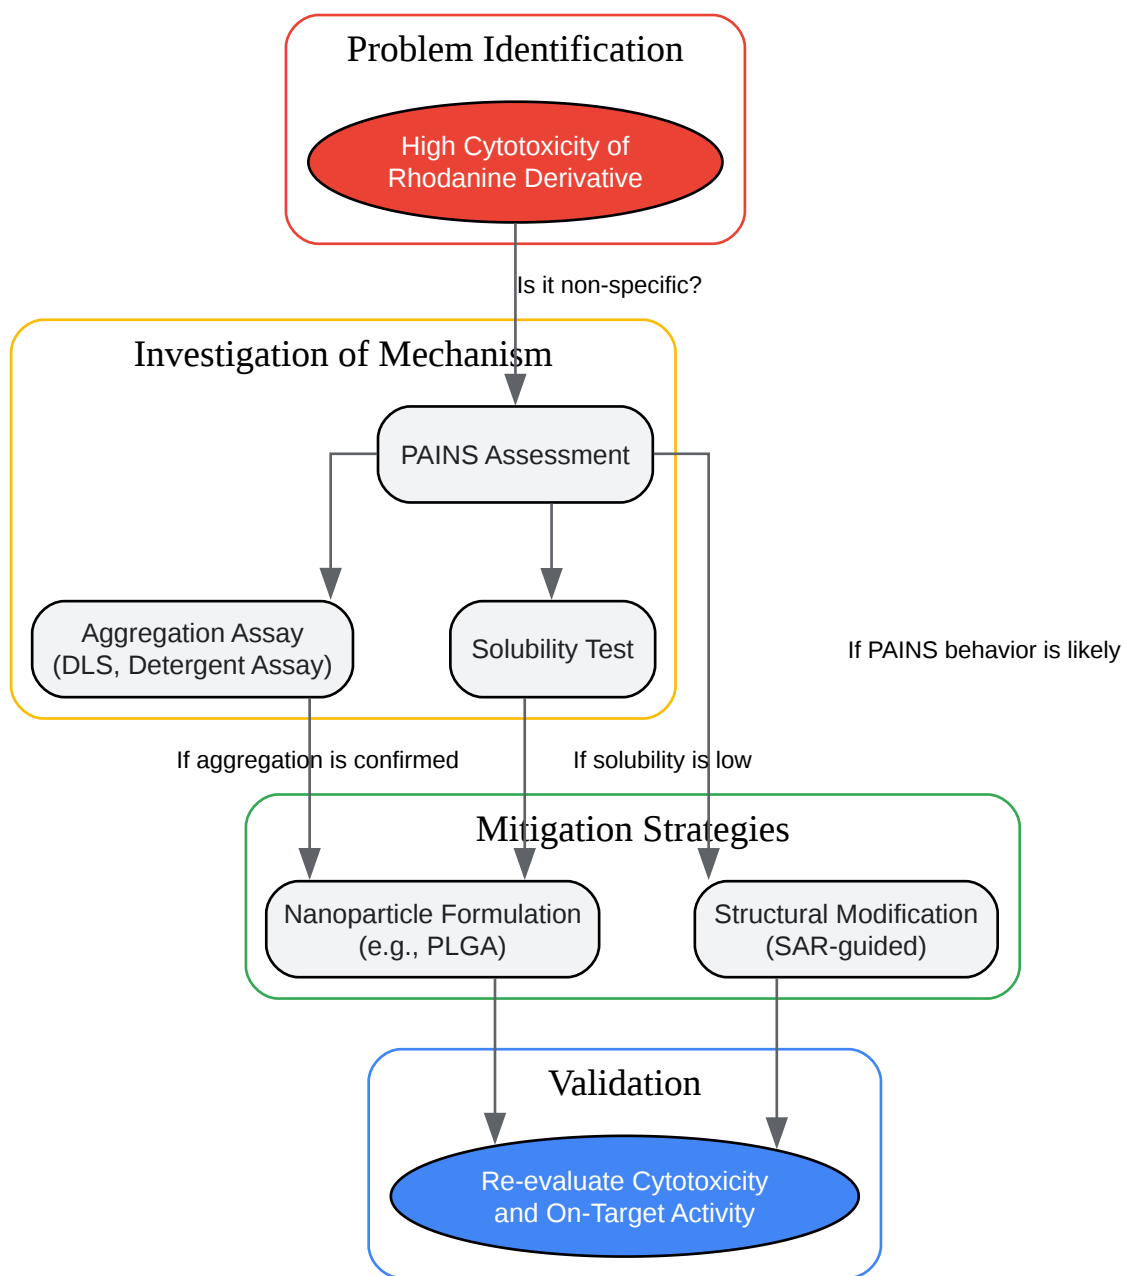 Problem Identification
High Cytotoxicity of
Rhodanine Derivative
Is it non-specific?
Investigation of Mechanism
PAINS Assessment
Aggregation Assay
(DLS, Detergent Assay)
Solubility Test
If PAINS behavior is likely
If aggregation is confirmed
If solubility is low
Mitigation Strategies
Nanoparticle Formulation
(e.g., PLGA)
Structural Modification
(SAR-guided)
Validation
Re-evaluate Cytotoxicity
and On-Target Activity